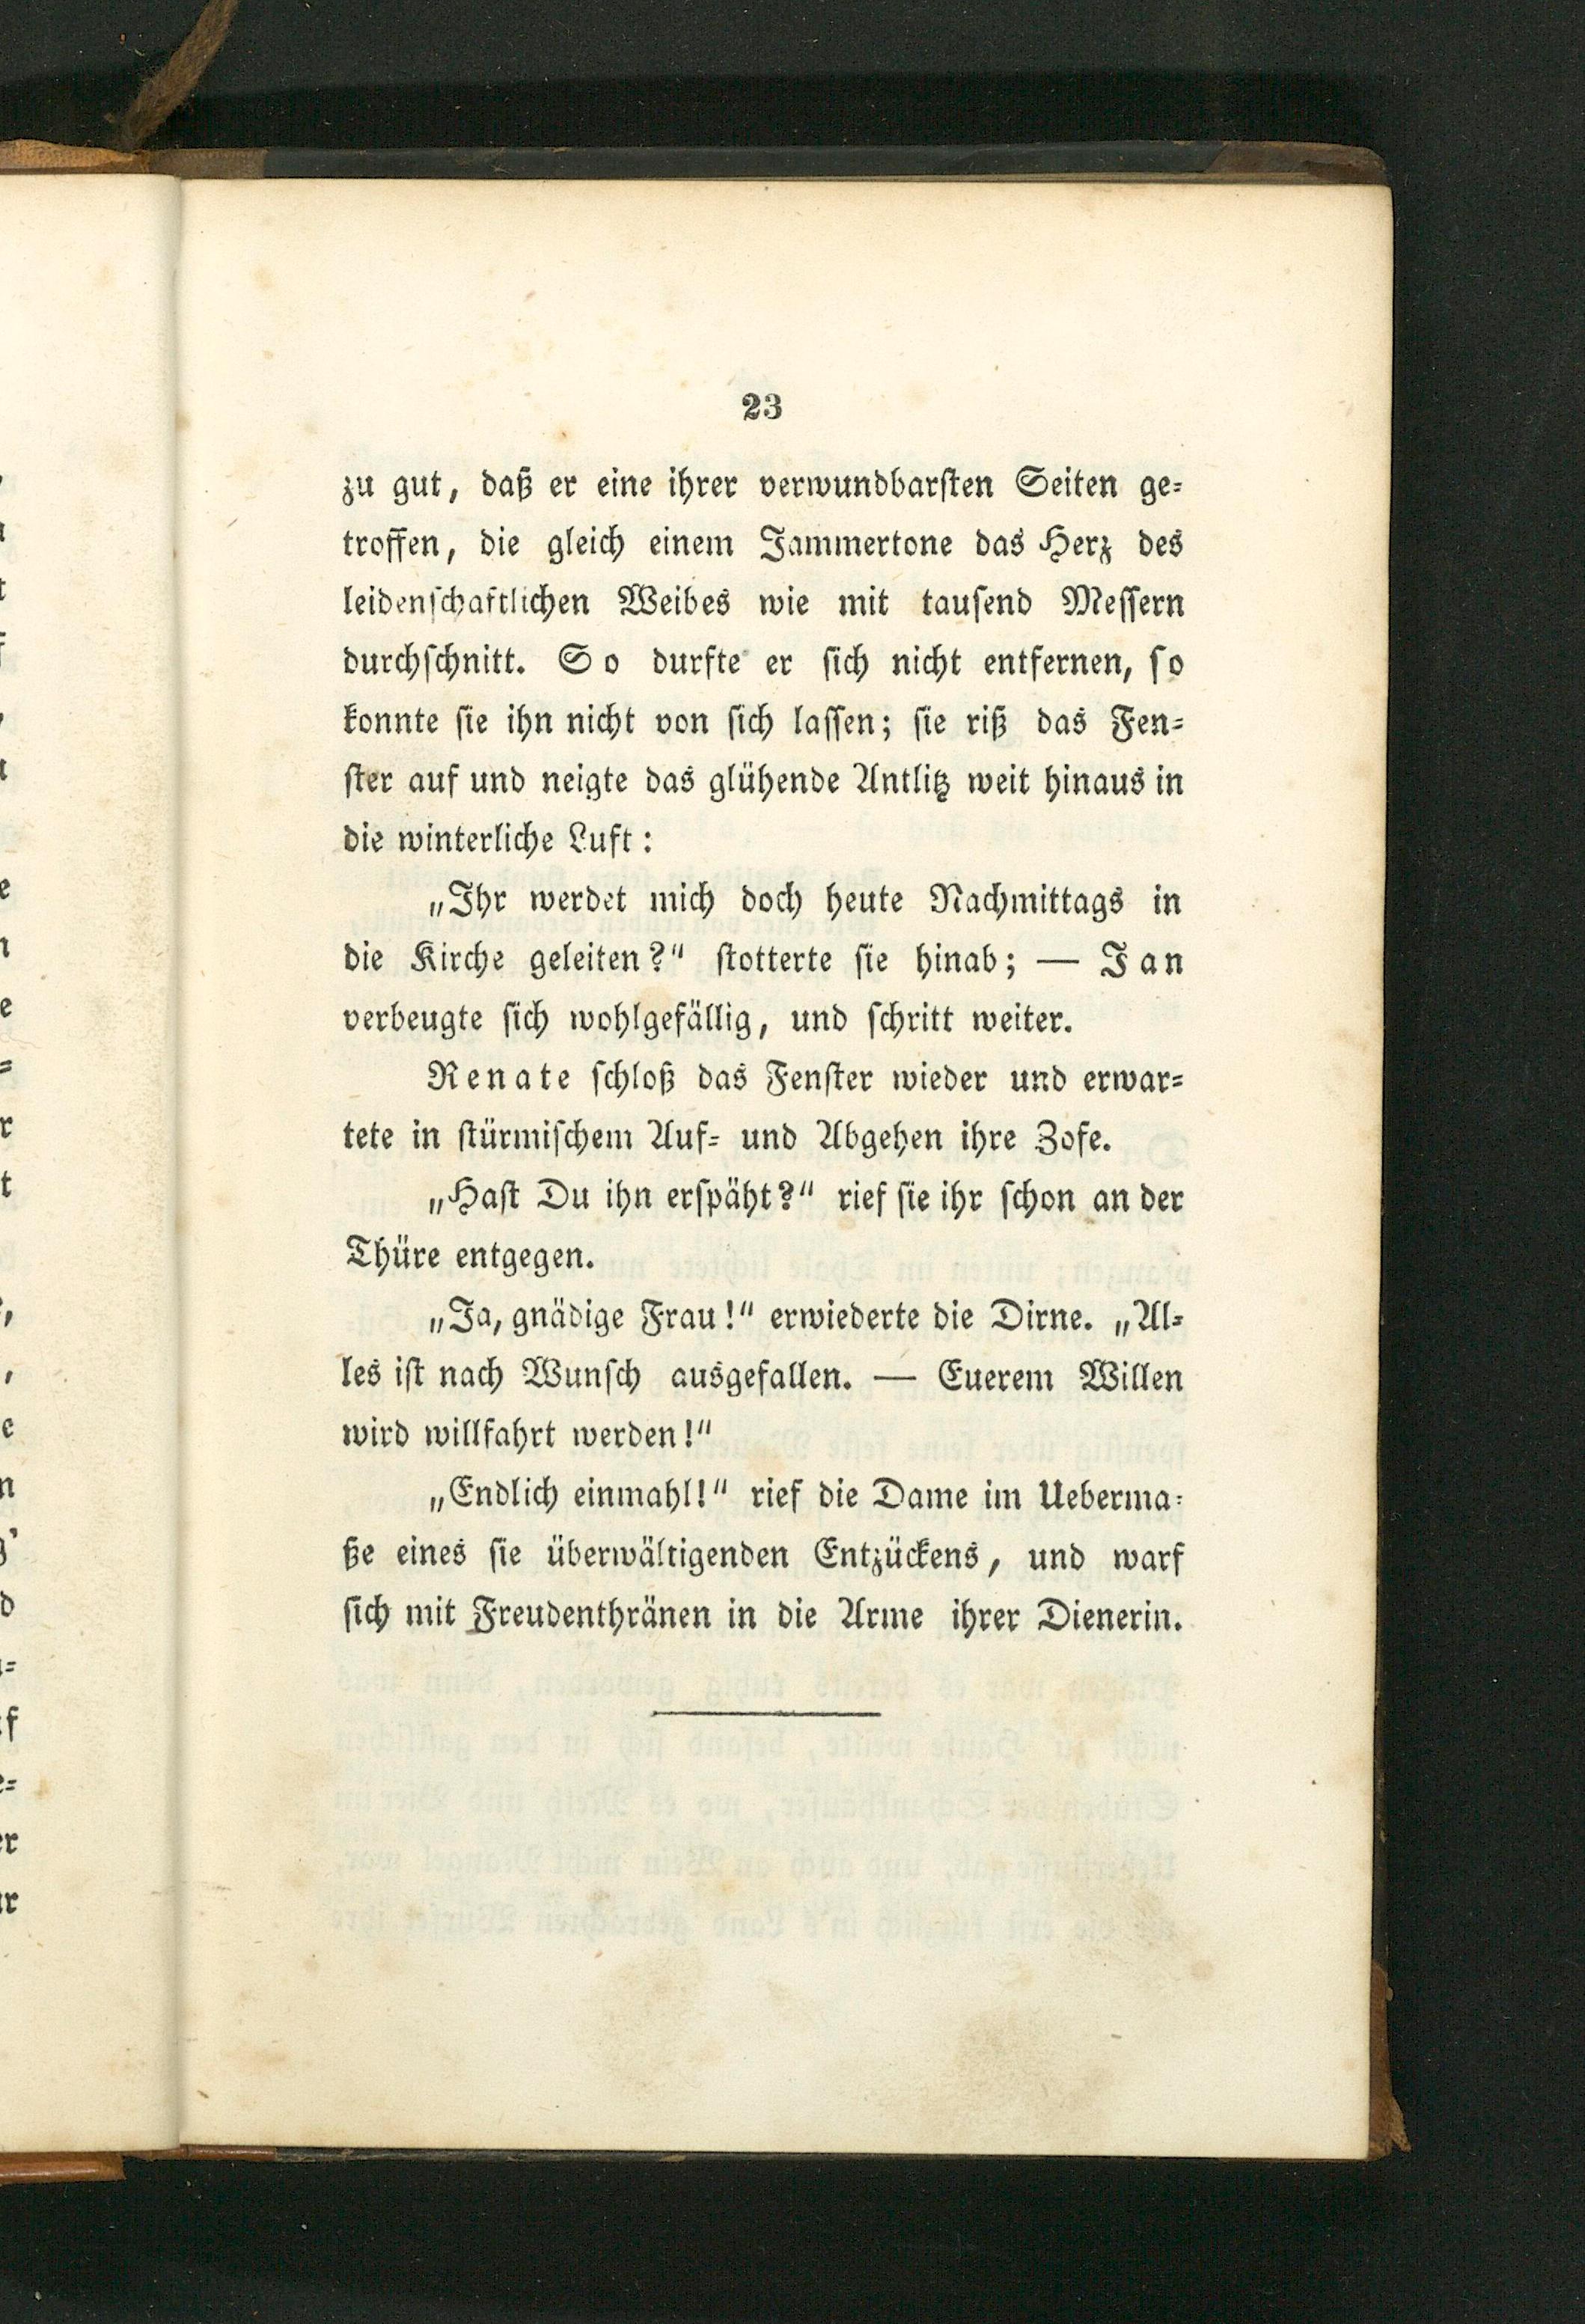 23
zu gut, daß er eine ihrer verwundbarsten Seiten ge-
troffen, die gleich einem Jammertone das Herz des
leidenschaftlichen Weibes wie mit tausend Messern
durchschnitt. So durfte er sich nicht entfernen, so
konnte sie ihn nicht von sich lassen; sie riß das Fen-
ster auf und neigte das glühende Antlitz weit hinaus in
die winterliche Luft:
„Ihr werdet mich doch heute Nachmittags in
die Kirche geleiten?“ stotterte sie hinab; — Jan
verbeugte sich wohlgefällig, und schritt weiter.
Renate schloß das Fenster wieder und erwar-
tete in stürmischem Auf- und Abgehen ihre Zofe.
„Hast Du ihn erspäht?“ rief sie ihr schon an der
Thüre entgegen.
„Ja, gnädige Frau!“ erwiederte die Dirne. „Al-
les ist nach Wunsch ausgefallen. — Euerem Willen
wird willfahrt werden!“
„Endlich einmahl!“ rief die Dame im Ueberma-
ße eines sie überwältigenden Entzückens, und warf
sich mit Freudenthränen in die Arme ihrer Dienerin.